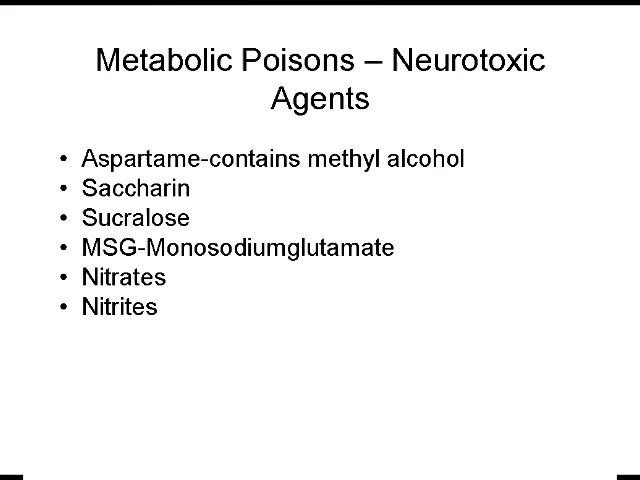 Metabolic Poisons – Neurotoxic
Agents
• Aspartame-contains methyl alcohol
• Saccharin
• Sucralose
• MSG-Monosodiumglutamate
• Nitrates
• Nitrites